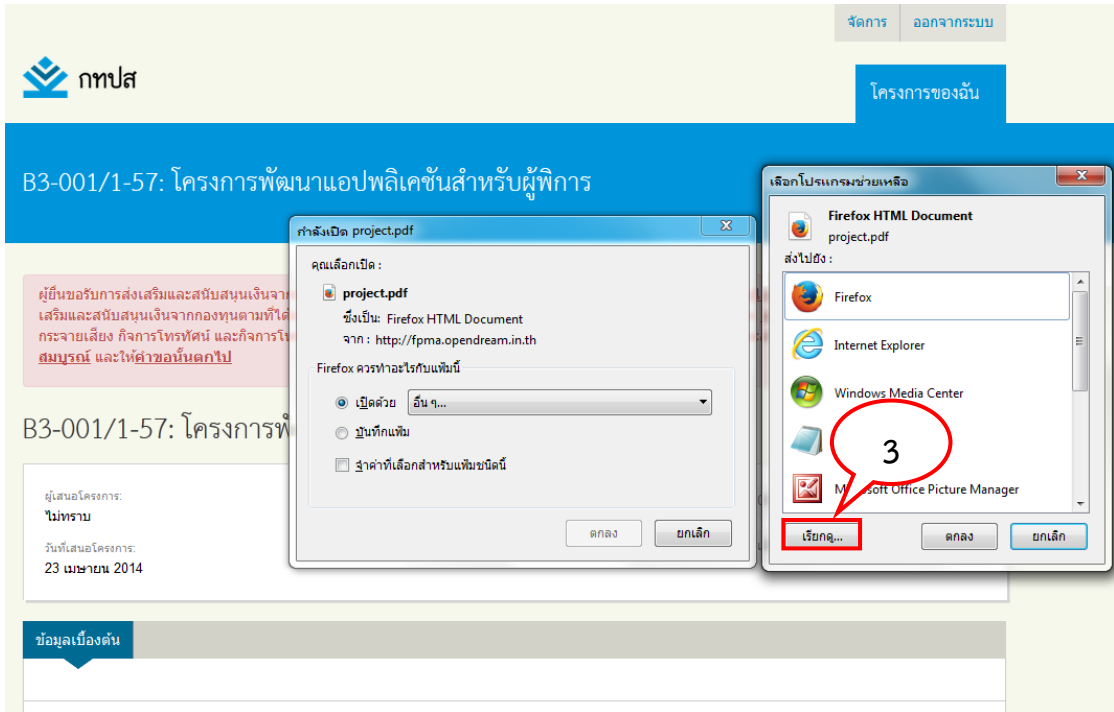 จัดการ
ออกจากระบบ
กทปส
โครงการของฉัน
B3-001/1-57: โครงการพัฒนาแอปพลิเคชันสำหรับผู้พิการ
ผู้ยื่นขอรับการส่งเสริมและสนับสนุนเงินจาก
เสริมและสนับสนุนเงินจากกองทุนตามที่ได้
กระจายเสียง กิจการโทรทัศน์ และกิจการโท
สมบูรณ์ และให้คำขอนั้นตกไป
B3-001/1-57: โครงการพั
ผู้เสนอโครงการ:
ไม่ทราบ
วันที่เสนอโครงการ:
23 เมษายน 2014
ข้อมูลเบื้องต้น
กำลังเปิด project.pdf
คุณเลือกเปิด :
project.pdf
ซึ่งเป็น: Firefox HTML Document
จาก : http://fpma.opendream.in.th
Firefox ควรทำอะไรกับแฟ้มนี้
เปิดด้วย
อื่น ๆ...
บันทึกแฟ้ม
จำค่าที่เลือกสำหรับแฟ้มชนิดนี้
ตกลง
ยกเลิก
เลือกโปรแกรมช่วยเหลือ
Firefox HTML Document
project.pdf
ส่งไปยัง :
Firefox
Internet Explorer
Windows Media Center
3
Office Picture Manager
เรียกดู...
ตกลง
ยกเลิก